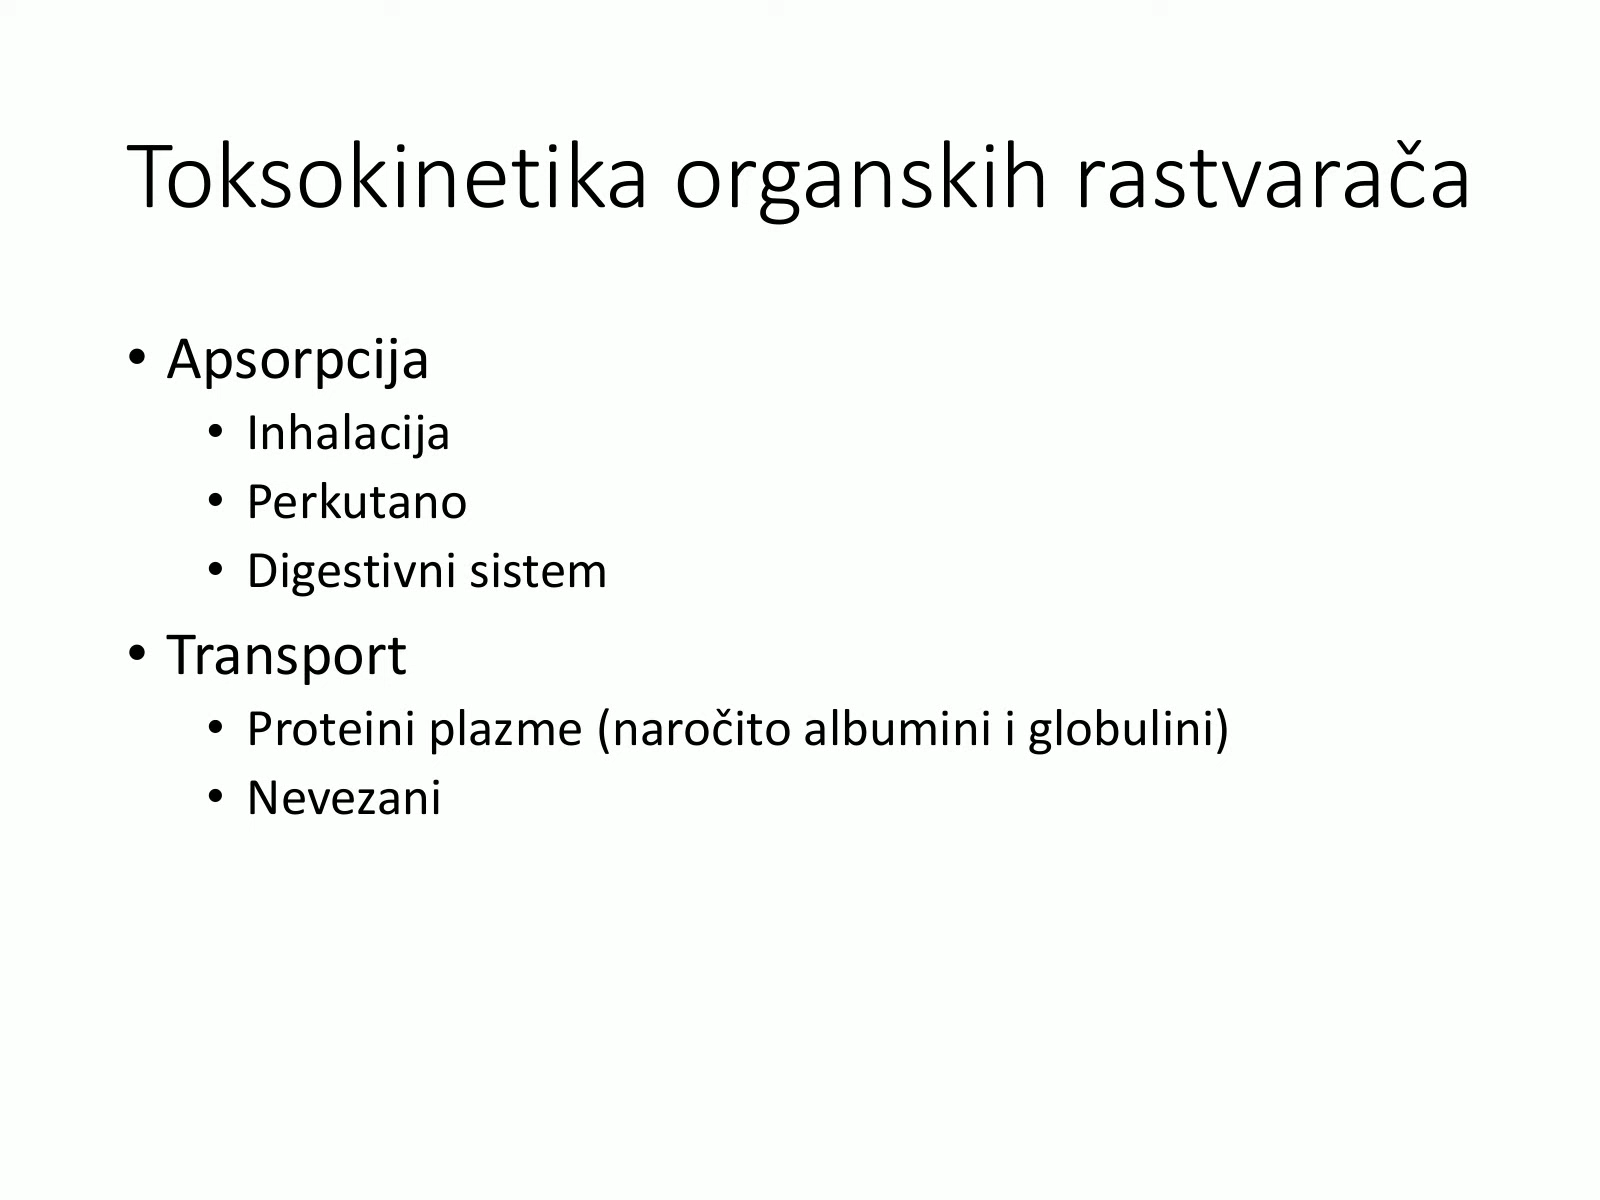 Toksokinetika organskih rastvarača
• Apsorpcija
• Inhalacija
• Perkutano
• Digestivni sistem
• Transport
• Proteini plazme (naročito albumini i globulini)
• Nevezani